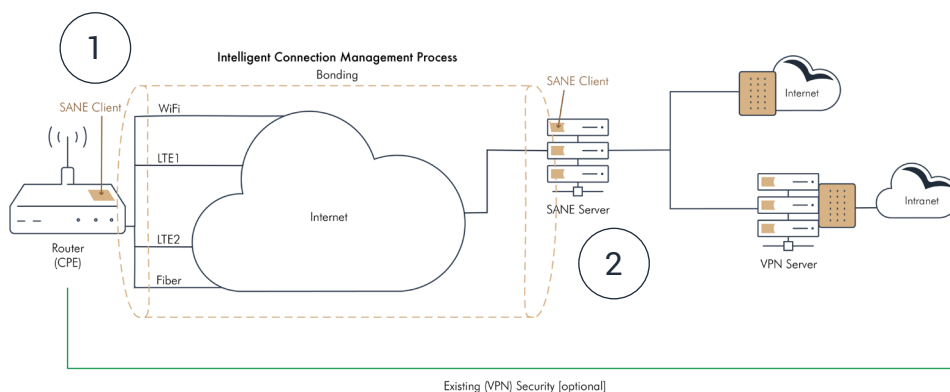 1
Intelligent Connection Management Process
Bonding
SANE Client
SANE Client
WiFi
Internet
LTE1
Internet
SANE Server
Intranet
Router
(CPE)
LTE2
2
VPN Server
Fiber
Existing (VPN) Security [optional]